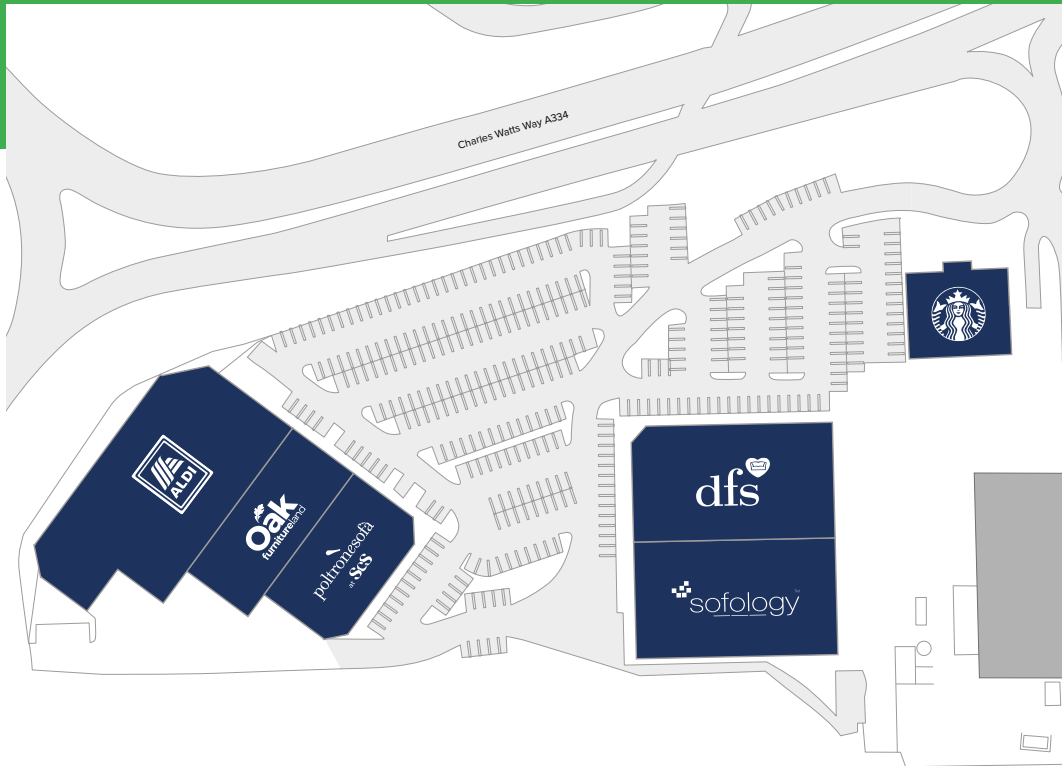 Charles Watts Way A334
ALDI
Oak
furnitureland
poltronesofà
at ScS
dfs
sofology